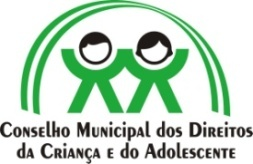 Conselho Municipal dos Direitos
da Criança e do Adolescente